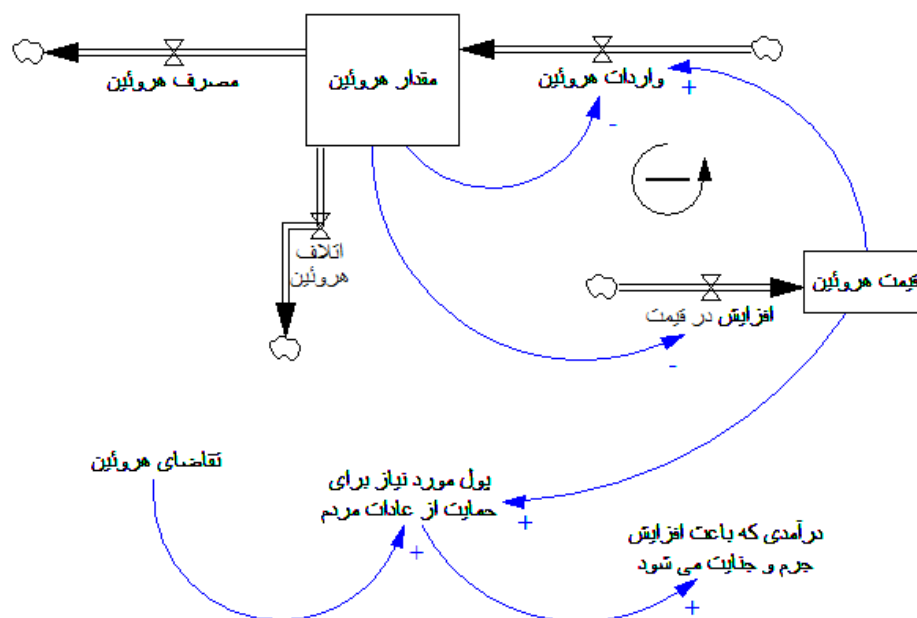 مصرف هروئین
مقدار هروئین
واردات هروئین
+
-
اتلاف
هروئین
قیمت هروئین
افزایش در قیمت
-
تقاضای هروئین
پول مورد نیاز برای
حمایت از عادات مردم
+
+
درآمدی که باعت افزایش
جرم و جنایت می شود
+